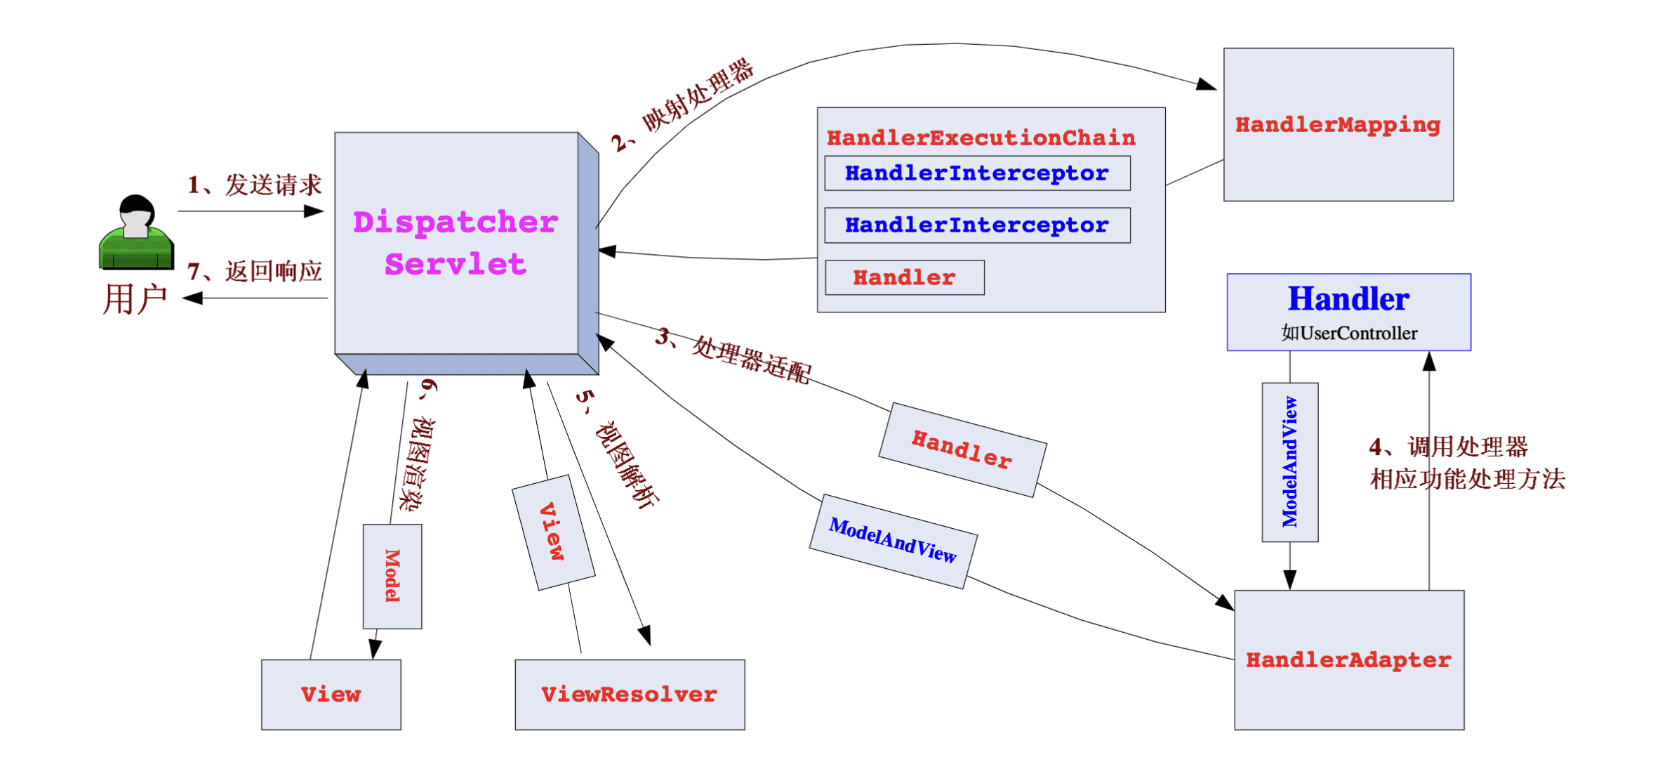 1、发送请求
7、返回响应
用户
Dispatcher
Servlet
2、映射处理器
HandlerExecutionChain
HandlerInterceptor
HandlerInterceptor
Handler
HandlerMapping
Handler
如UserController
3、处理器适配
Handler
ModelAndView
ModelAndView
4、调用处理器
相应功能处理方法
HandlerAdapter
5、视图解析
View
ViewResolver
6、视图渲染
Model
View